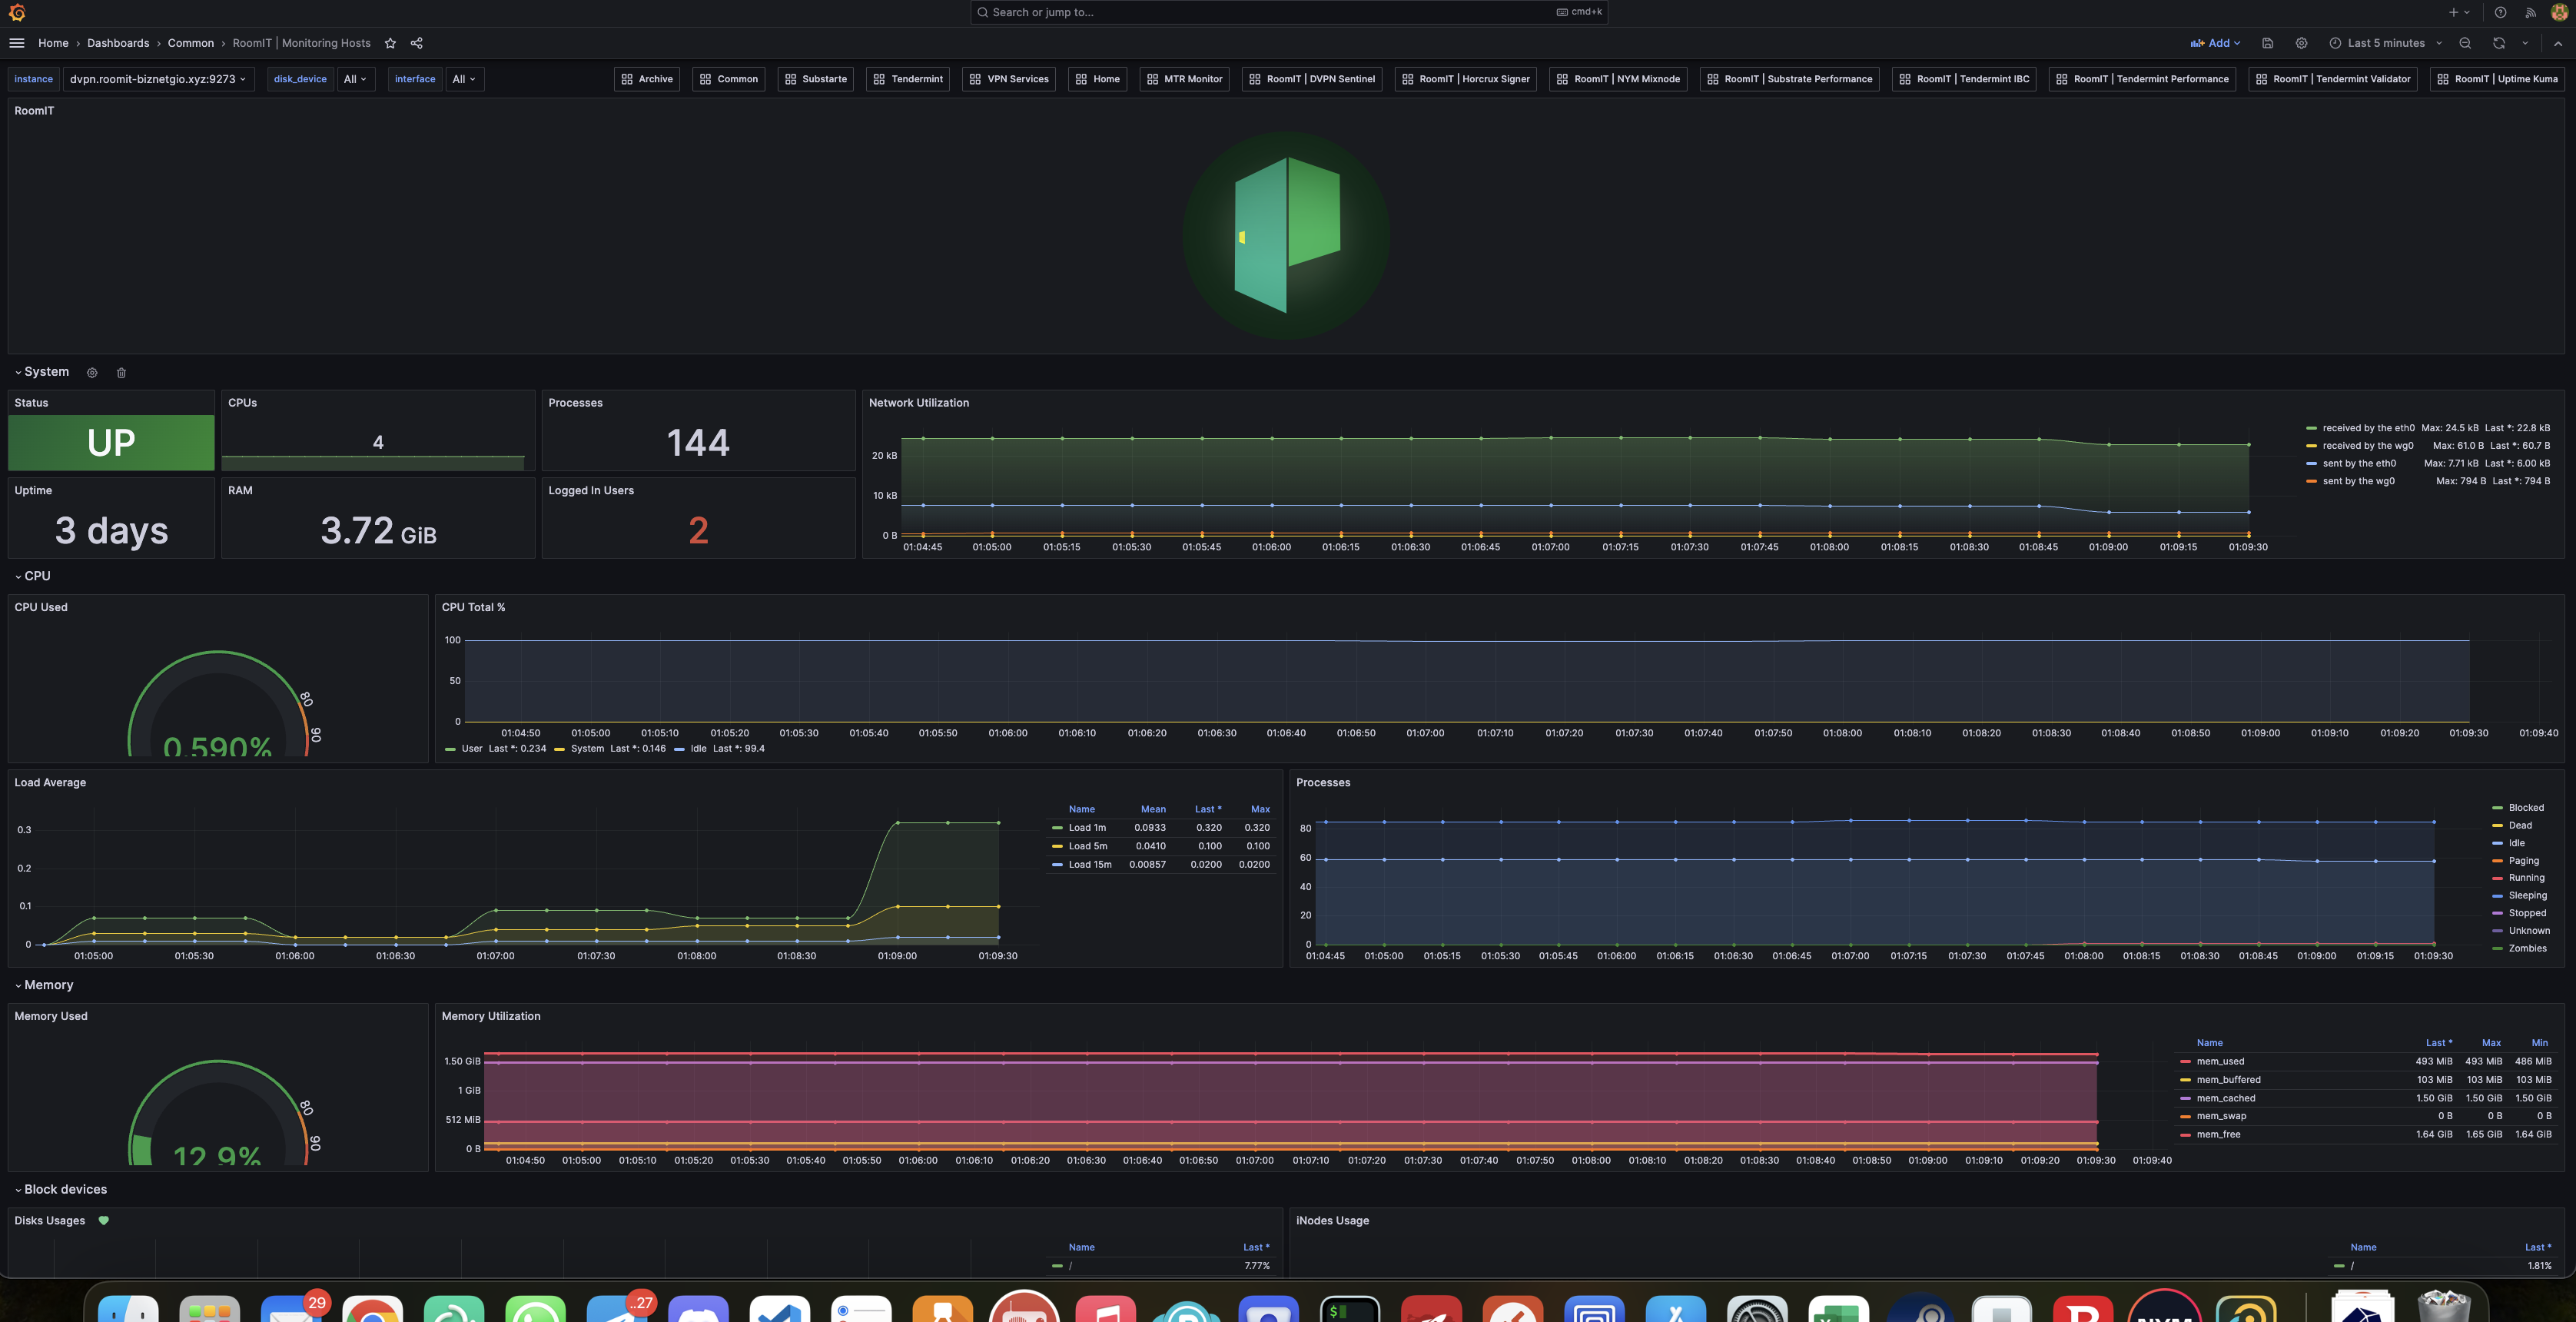 Search or jump to... cmd+k
Home › Dashboards › Common › RoomIT | Monitoring Hosts Add Last 5 minutes
instance dvpn.roomit-biznetgio.xyz:9273 disk_device All interface All Archive Common Substarte Tendermint VPN Services Home MTR Monitor RoomIT | DVPN Sentinel RoomIT | Horcrux Signer RoomIT | NYM Mixnode RoomIT | Substrate Performance RoomIT | Tendermint IBC RoomIT | Tendermint Performance RoomIT | Tendermint Validator RoomIT | Uptime Kuma
RoomIT
System
Status
UP
CPUs
4
Processes
144
Uptime
3 days
RAM
3.72 GiB
Logged In Users
2
Network Utilization
20 kB
10 kB
0 B
01:04:45 01:05:00 01:05:15 01:05:30 01:05:45 01:06:00 01:06:15 01:06:30 01:06:45 01:07:00 01:07:15 01:07:30 01:07:45 01:08:00 01:08:15 01:08:30 01:08:45 01:09:00 01:09:15 01:09:30
received by the eth0 Max: 24.5 kB Last *: 22.8 kB
received by the wg0 Max: 61.0 B Last *: 60.7 B
sent by the eth0 Max: 7.71 kB Last *: 6.00 kB
sent by the wg0 Max: 794 B Last *: 794 B
CPU
CPU Used
80
90
0.590%
CPU Total %
100
50
0
01:04:50 01:05:00 01:05:10 01:05:20 01:05:30 01:05:40 01:05:50 01:06:00 01:06:10 01:06:20 01:06:30 01:06:40 01:06:50 01:07:00 01:07:10 01:07:20 01:07:30 01:07:40 01:07:50 01:08:00 01:08:10 01:08:20 01:08:30 01:08:40 01:08:50 01:09:00 01:09:10 01:09:20 01:09:30 01:09:40
User Last *: 0.234 System Last *: 0.146 Idle Last *: 99.4
Load Average
0.3
0.2
0.1
0
01:05:00 01:05:30 01:06:00 01:06:30 01:07:00 01:07:30 01:08:00 01:08:30 01:09:00 01:09:30
Name Mean Last * Max
Load 1m 0.0933 0.320 0.320
Load 5m 0.0410 0.100 0.100
Load 15m 0.00857 0.0200 0.0200
Processes
80
60
40
20
0
01:04:45 01:05:00 01:05:15 01:05:30 01:05:45 01:06:00 01:06:15 01:06:30 01:06:45 01:07:00 01:07:15 01:07:30 01:07:45 01:08:00 01:08:15 01:08:30 01:08:45 01:09:00 01:09:15 01:09:30
Blocked
Dead
Idle
Paging
Running
Sleeping
Stopped
Unknown
Zombies
Memory
Memory Used
80
90
12.9%
Memory Utilization
1.50 GiB
1 GiB
512 MiB
0 B
01:04:50 01:05:00 01:05:10 01:05:20 01:05:30 01:05:40 01:05:50 01:06:00 01:06:10 01:06:20 01:06:30 01:06:40 01:06:50 01:07:00 01:07:10 01:07:20 01:07:30 01:07:40 01:07:50 01:08:00 01:08:10 01:08:20 01:08:30 01:08:40 01:08:50 01:09:00 01:09:10 01:09:20 01:09:30 01:09:40
Name Last * Max Min
mem_used 493 MiB 493 MiB 486 MiB
mem_buffered 103 MiB 103 MiB 103 MiB
mem_cached 1.50 GiB 1.50 GiB 1.50 GiB
mem_swap 0 B 0 B 0 B
mem_free 1.64 GiB 1.65 GiB 1.64 GiB
Block devices
Disks Usages
Name Last *
/ 7.77%
iNodes Usage
Name Last *
/ 1.81%
29
..27
$
NYM